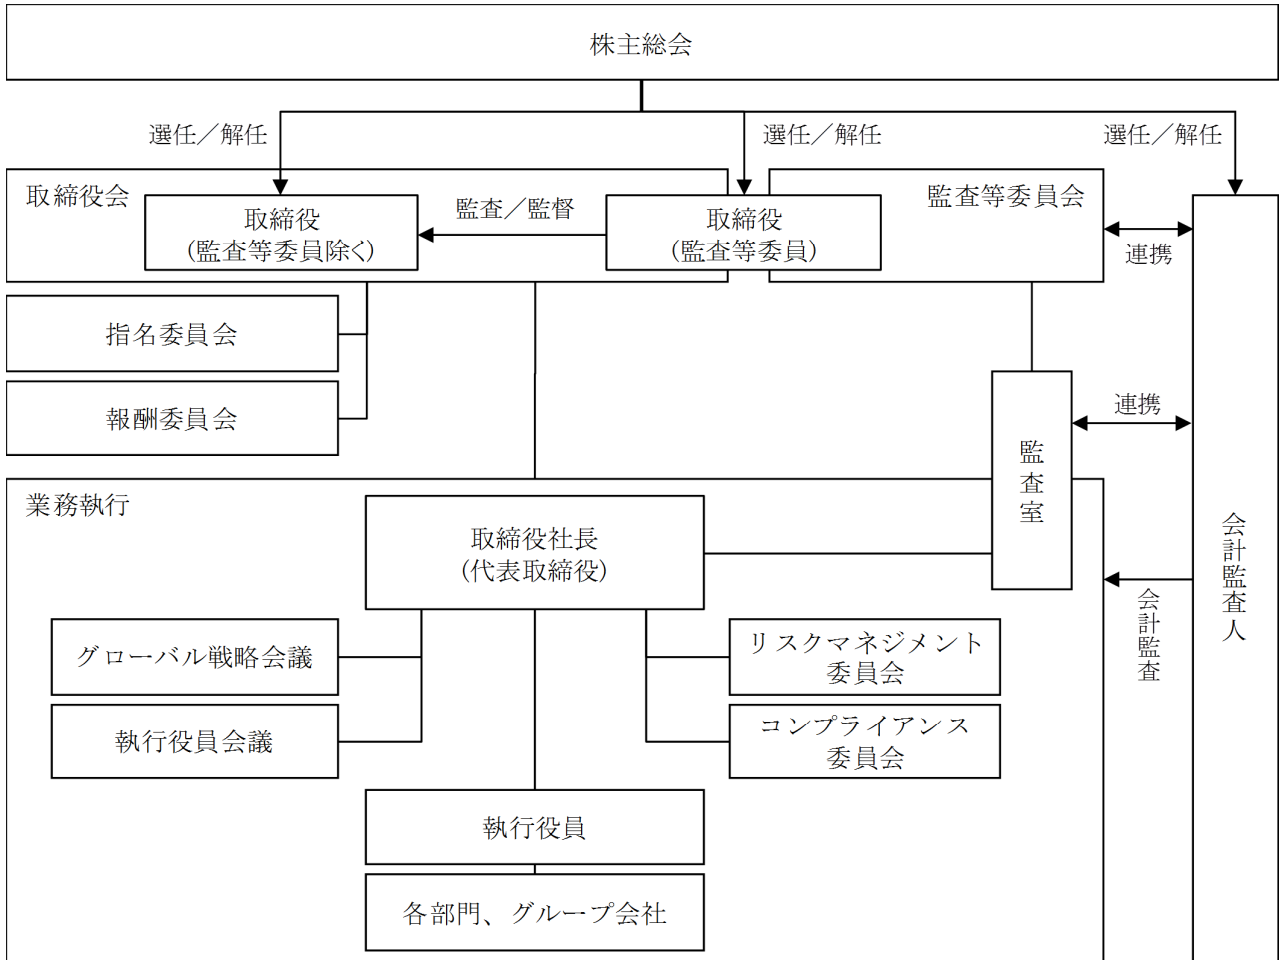 株主総会
選任／解任
選任／解任
選任／解任
取締役会
取締役
(監査等委員除く)
監査／監督
取締役
(監査等委員)
監査等委員会
連携
指名委員会
報酬委員会
連携
監査室
業務執行
取締役社長
(代表取締役)
会計監査人
会計監査
グローバル戦略会議
リスクマネジメント
委員会
執行役員会議
コンプライアンス
委員会
執行役員
各部門、グループ会社